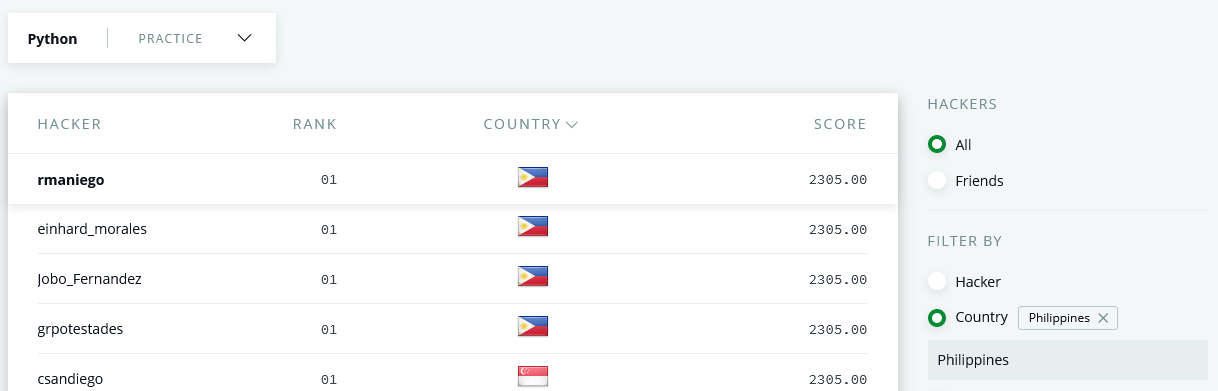 Python PRACTICE
HACKER RANK COUNTRY SCORE
rmaniego 01 2305.00
einhard_morales 01 2305.00
Jobo_Fernandez 01 2305.00
grpotestades 01 2305.00
csandiego 01 2305.00
HACKERS
All
Friends
FILTER BY
Hacker
Country Philippines
Philippines